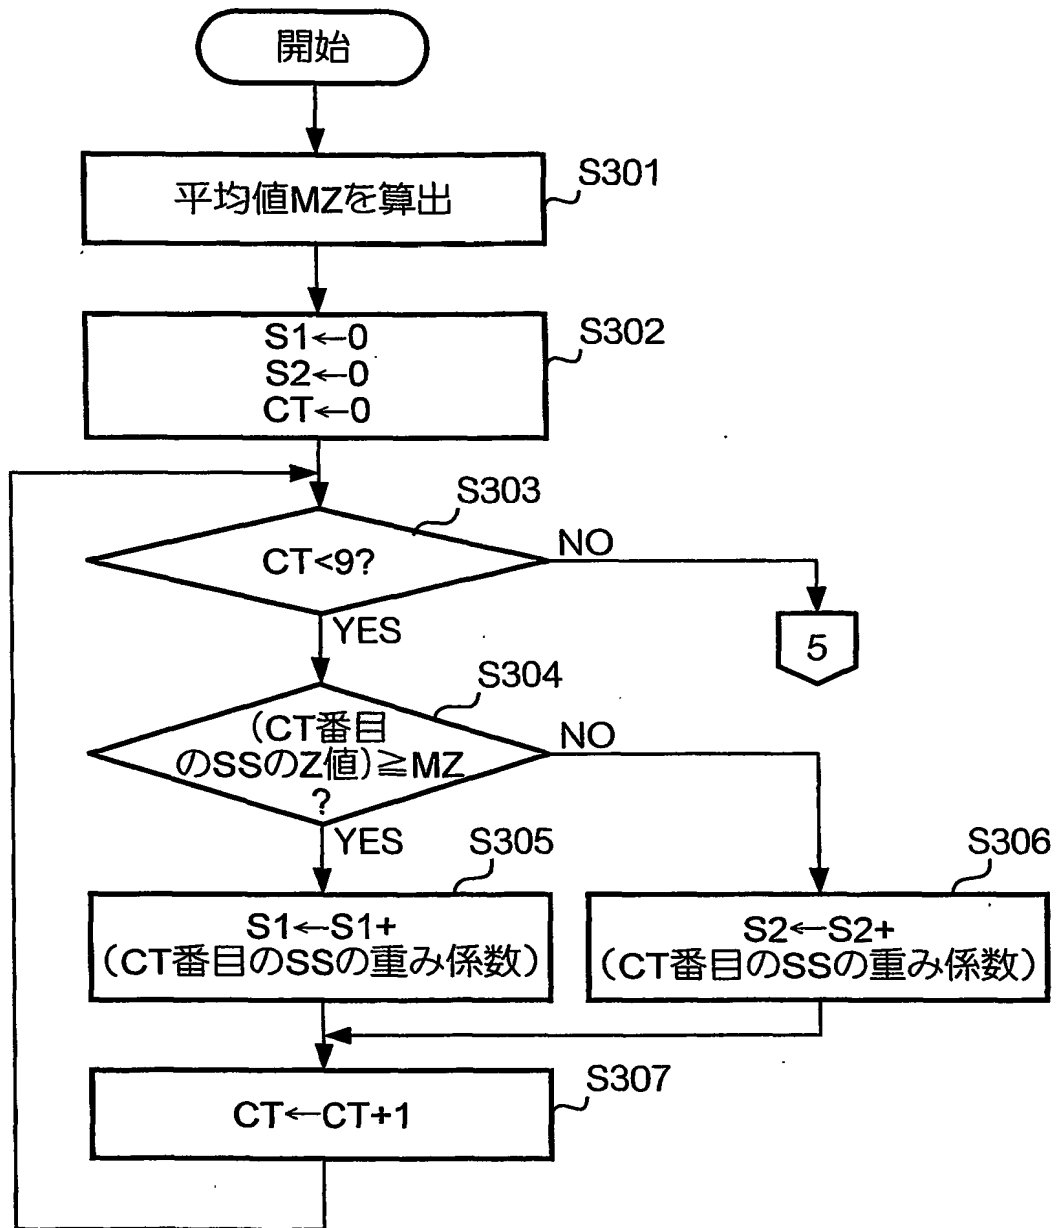 開始
平均値MZを算出
S301
S1←0
S2←0
CT←0
S302
S303
CT<9?
NO
YES
5
S304
(CT番目
のSSのZ値)≧MZ
?
NO
YES
S305
S1←S1+
(CT番目のSSの重み係数)
S306
S2←S2+
(CT番目のSSの重み係数)
S307
CT←CT+1